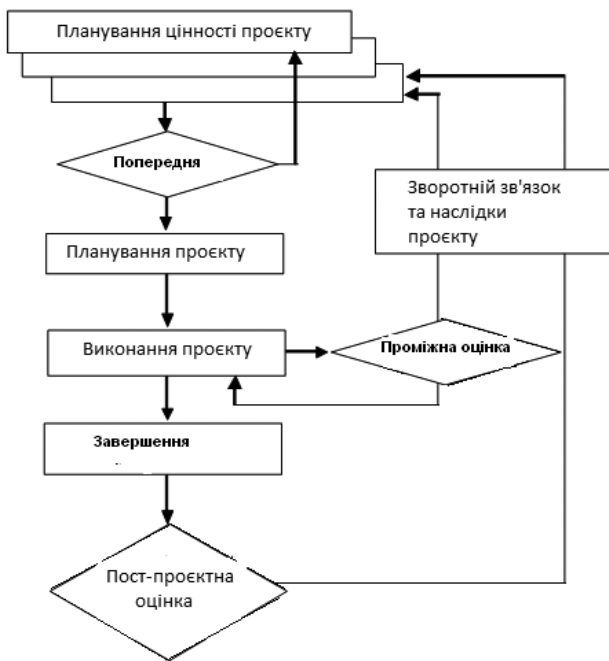 Планування цінності проєкту
Попередня
Зворотній зв'язок
та наслідки
проєкту
Планування проєкту
Виконання проєкту
Проміжна оцінка
Завершення
Пост-проєктна
оцінка